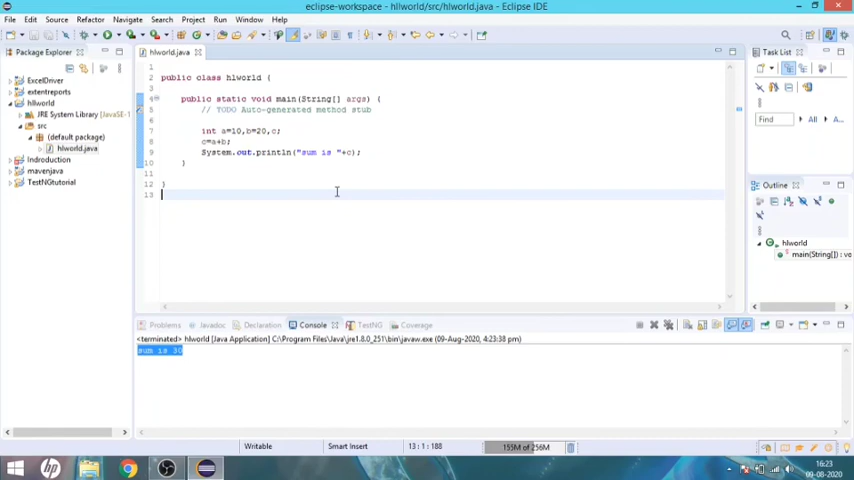 eclipse-workspace - hllworld/src/hlworld.java - Eclipse IDE
File Edit Source Refactor Navigate Search Project Run Window Help
Package Explorer
hlworld.java
Task List
ExcelDriver
extentreports
hllworld
JRE System Library [JavaSE-1
src
(default package)
hlworld.java
Indroduction
mavenjava
TestNGtutorial
1
2 public class hlworld {
3
4 public static void main(String[] args) {
5 // TODO Auto-generated method stub
6
7 int a=10,b=20,c;
8 c=a+b;
9 System.out.println("sum is "+c);
10 }
11
12 }
13
Find All A
Outline
hlworld
main(String[]) : vo
Problems Javadoc Declaration Console TestNG Coverage
<terminated> hlworld [Java Application] C:\Program Files\Java\jre1.8.0_251\bin\javaw.exe (09-Aug-2020, 4:23:38 pm)
sum is 30
Writable Smart Insert 13 : 1 : 188 155M of 256M
hp
16:23
09-08-2020